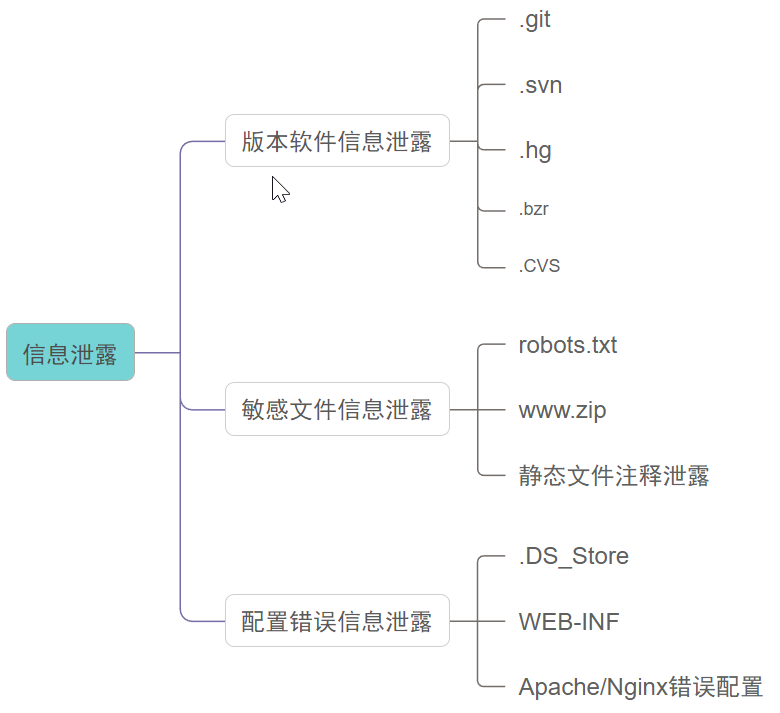 信息泄露
版本软件信息泄露
.git
.svn
.hg
.bzr
.CVS
敏感文件信息泄露
robots.txt
www.zip
静态文件注释泄露
配置错误信息泄露
.DS_Store
WEB-INF
Apache/Nginx错误配置